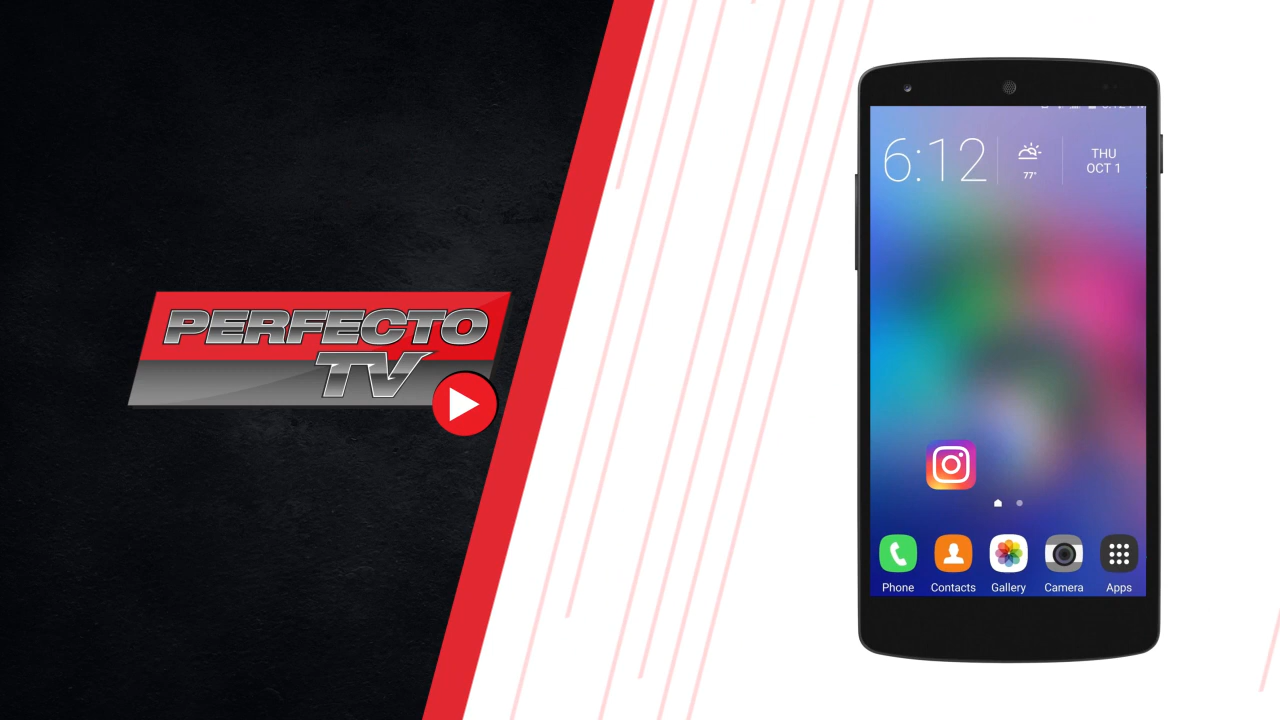 PERFECTO
TV
6:12
77°
THU
OCT 1
Phone
Contacts
Gallery
Camera
Apps